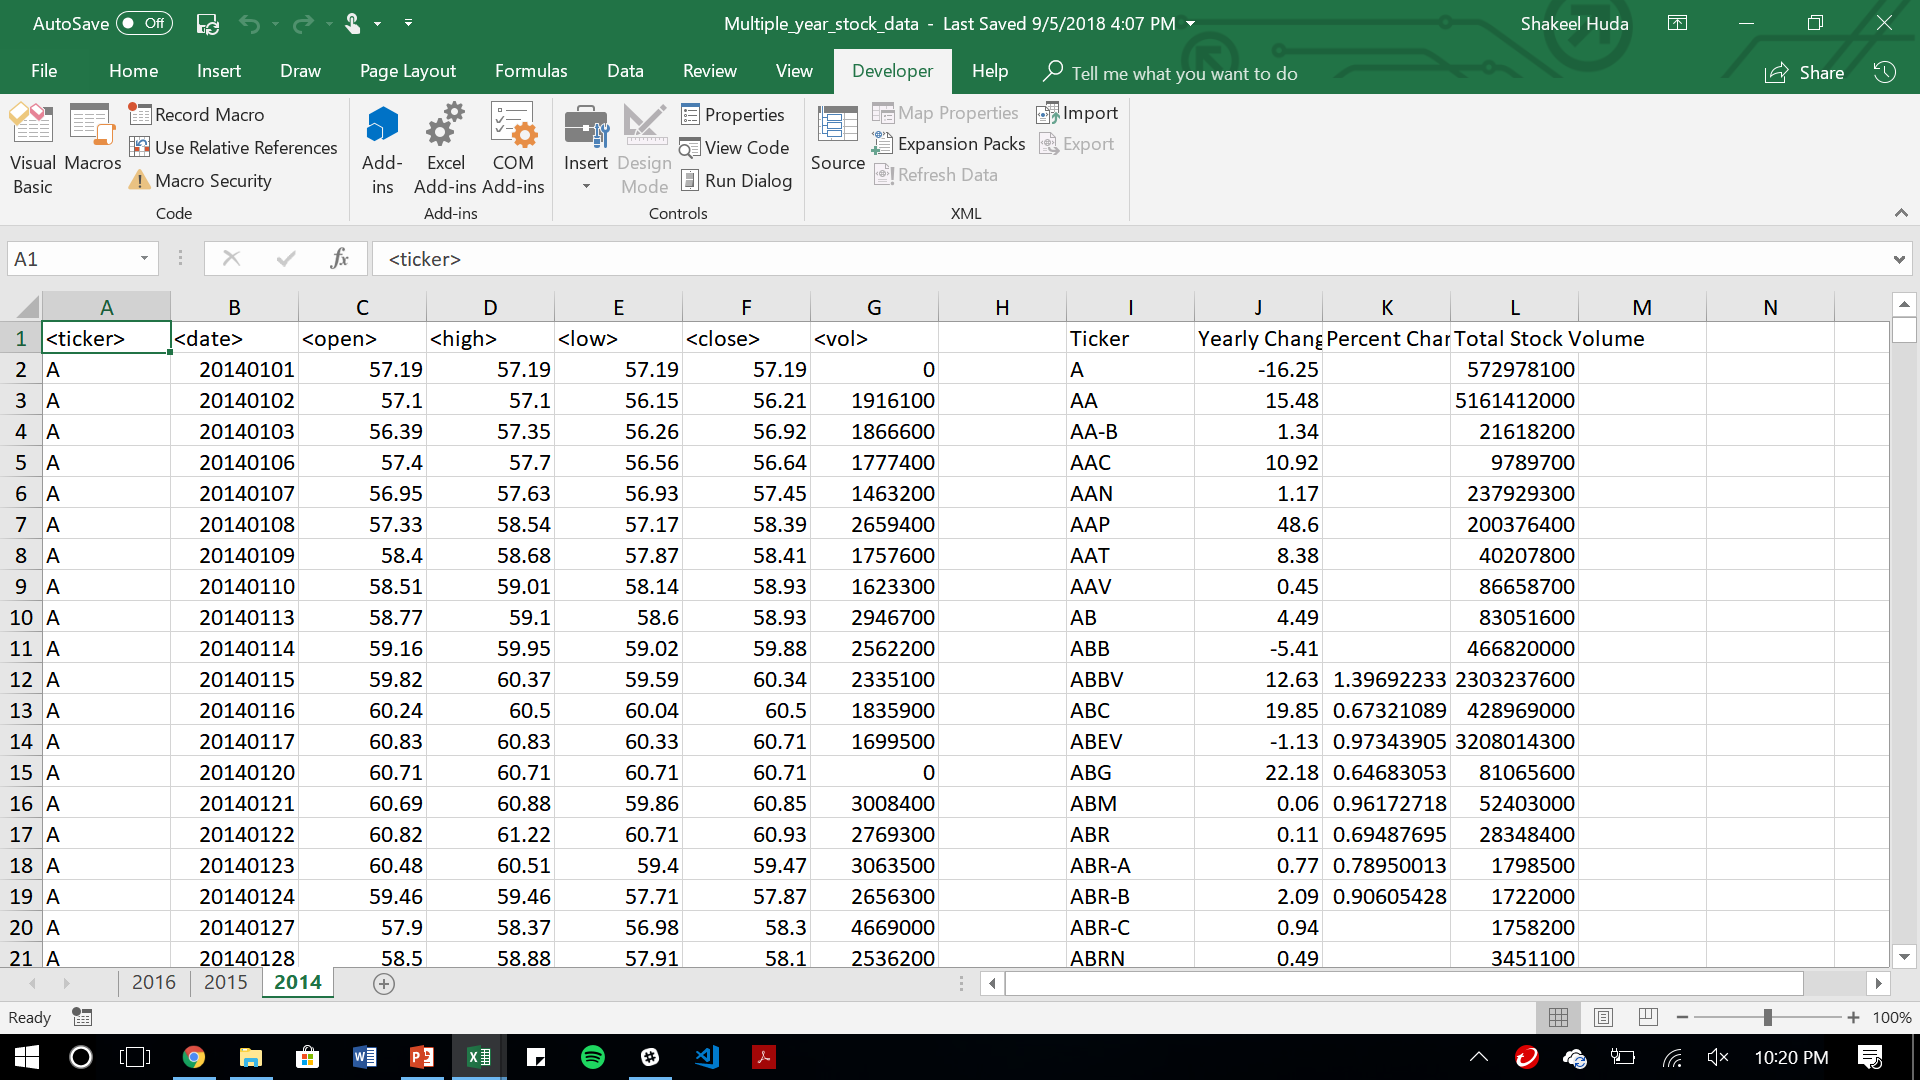 AutoSave Off Multiple_year_stock_data - Last Saved 9/5/2018 4:07 PM Shakeel Huda
File Home Insert Draw Page Layout Formulas Data Review View Developer Help Tell me what you want to do Share
Visual Basic
Macros
Record Macro
Use Relative References
Macro Security
Code
Add-ins
Excel Add-ins
COM Add-ins
Add-ins
Insert
Design Mode
Properties
View Code
Run Dialog
Controls
Source
Map Properties
Expansion Packs
Refresh Data
Import
Export
XML
A1 fx <ticker>
A B C D E F G H I J K L M N
1 <ticker> <date> <open> <high> <low> <close> <vol> Ticker Yearly Chang Percent Char Total Stock Volume
2 A 20140101 57.19 57.19 57.19 57.19 0 A -16.25 572978100
3 A 20140102 57.1 57.1 56.15 56.21 1916100 AA 15.48 5161412000
4 A 20140103 56.39 57.35 56.26 56.92 1866600 AA-B 1.34 21618200
5 A 20140106 57.4 57.7 56.56 56.64 1777400 AAC 10.92 9789700
6 A 20140107 56.95 57.63 56.93 57.45 1463200 AAN 1.17 237929300
7 A 20140108 57.33 58.54 57.17 58.39 2659400 AAP 48.6 200376400
8 A 20140109 58.4 58.68 57.87 58.41 1757600 AAT 8.38 40207800
9 A 20140110 58.51 59.01 58.14 58.93 1623300 AAV 0.45 86658700
10 A 20140113 58.77 59.1 58.6 58.93 2946700 AB 4.49 83051600
11 A 20140114 59.16 59.95 59.02 59.88 2562200 ABB -5.41 466820000
12 A 20140115 59.82 60.37 59.59 60.34 2335100 ABBV 12.63 1.39692233 2303237600
13 A 20140116 60.24 60.5 60.04 60.5 1835900 ABC 19.85 0.67321089 428969000
14 A 20140117 60.83 60.83 60.33 60.71 1699500 ABEV -1.13 0.97343905 3208014300
15 A 20140120 60.71 60.71 60.71 60.71 0 ABG 22.18 0.64683053 81065600
16 A 20140121 60.69 60.88 59.86 60.85 3008400 ABM 0.06 0.96172718 52403000
17 A 20140122 60.82 61.22 60.71 60.93 2769300 ABR 0.11 0.69487695 28348400
18 A 20140123 60.48 60.51 59.4 59.47 3063500 ABR-A 0.77 0.78950013 1798500
19 A 20140124 59.46 59.46 57.71 57.87 2656300 ABR-B 2.09 0.90605428 1722000
20 A 20140127 57.9 58.37 56.98 58.3 4669000 ABR-C 0.94 1758200
21 A 20140128 58.5 58.88 57.91 58.1 2536200 ABRN 0.49 3451100
2016 2015 2014
Ready 100%
10:20 PM